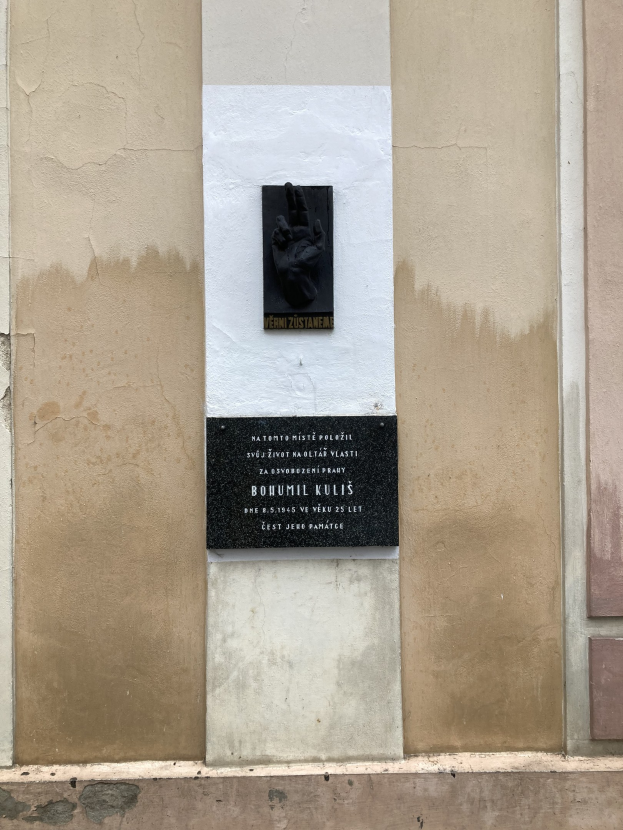 VĚRNI ZŮSTANEME
NA TOMTO MÍSTĚ POLOŽIL
SVŮJ ŽIVOT NA OLTÁŘ VLASTI
ZA OSVOBOZENÍ PRAHY
BOHUMIL KULIŠ
DNE 8.5.1945 VE VĚKU 25 LET
ČEST JEHO PAMÁTCE